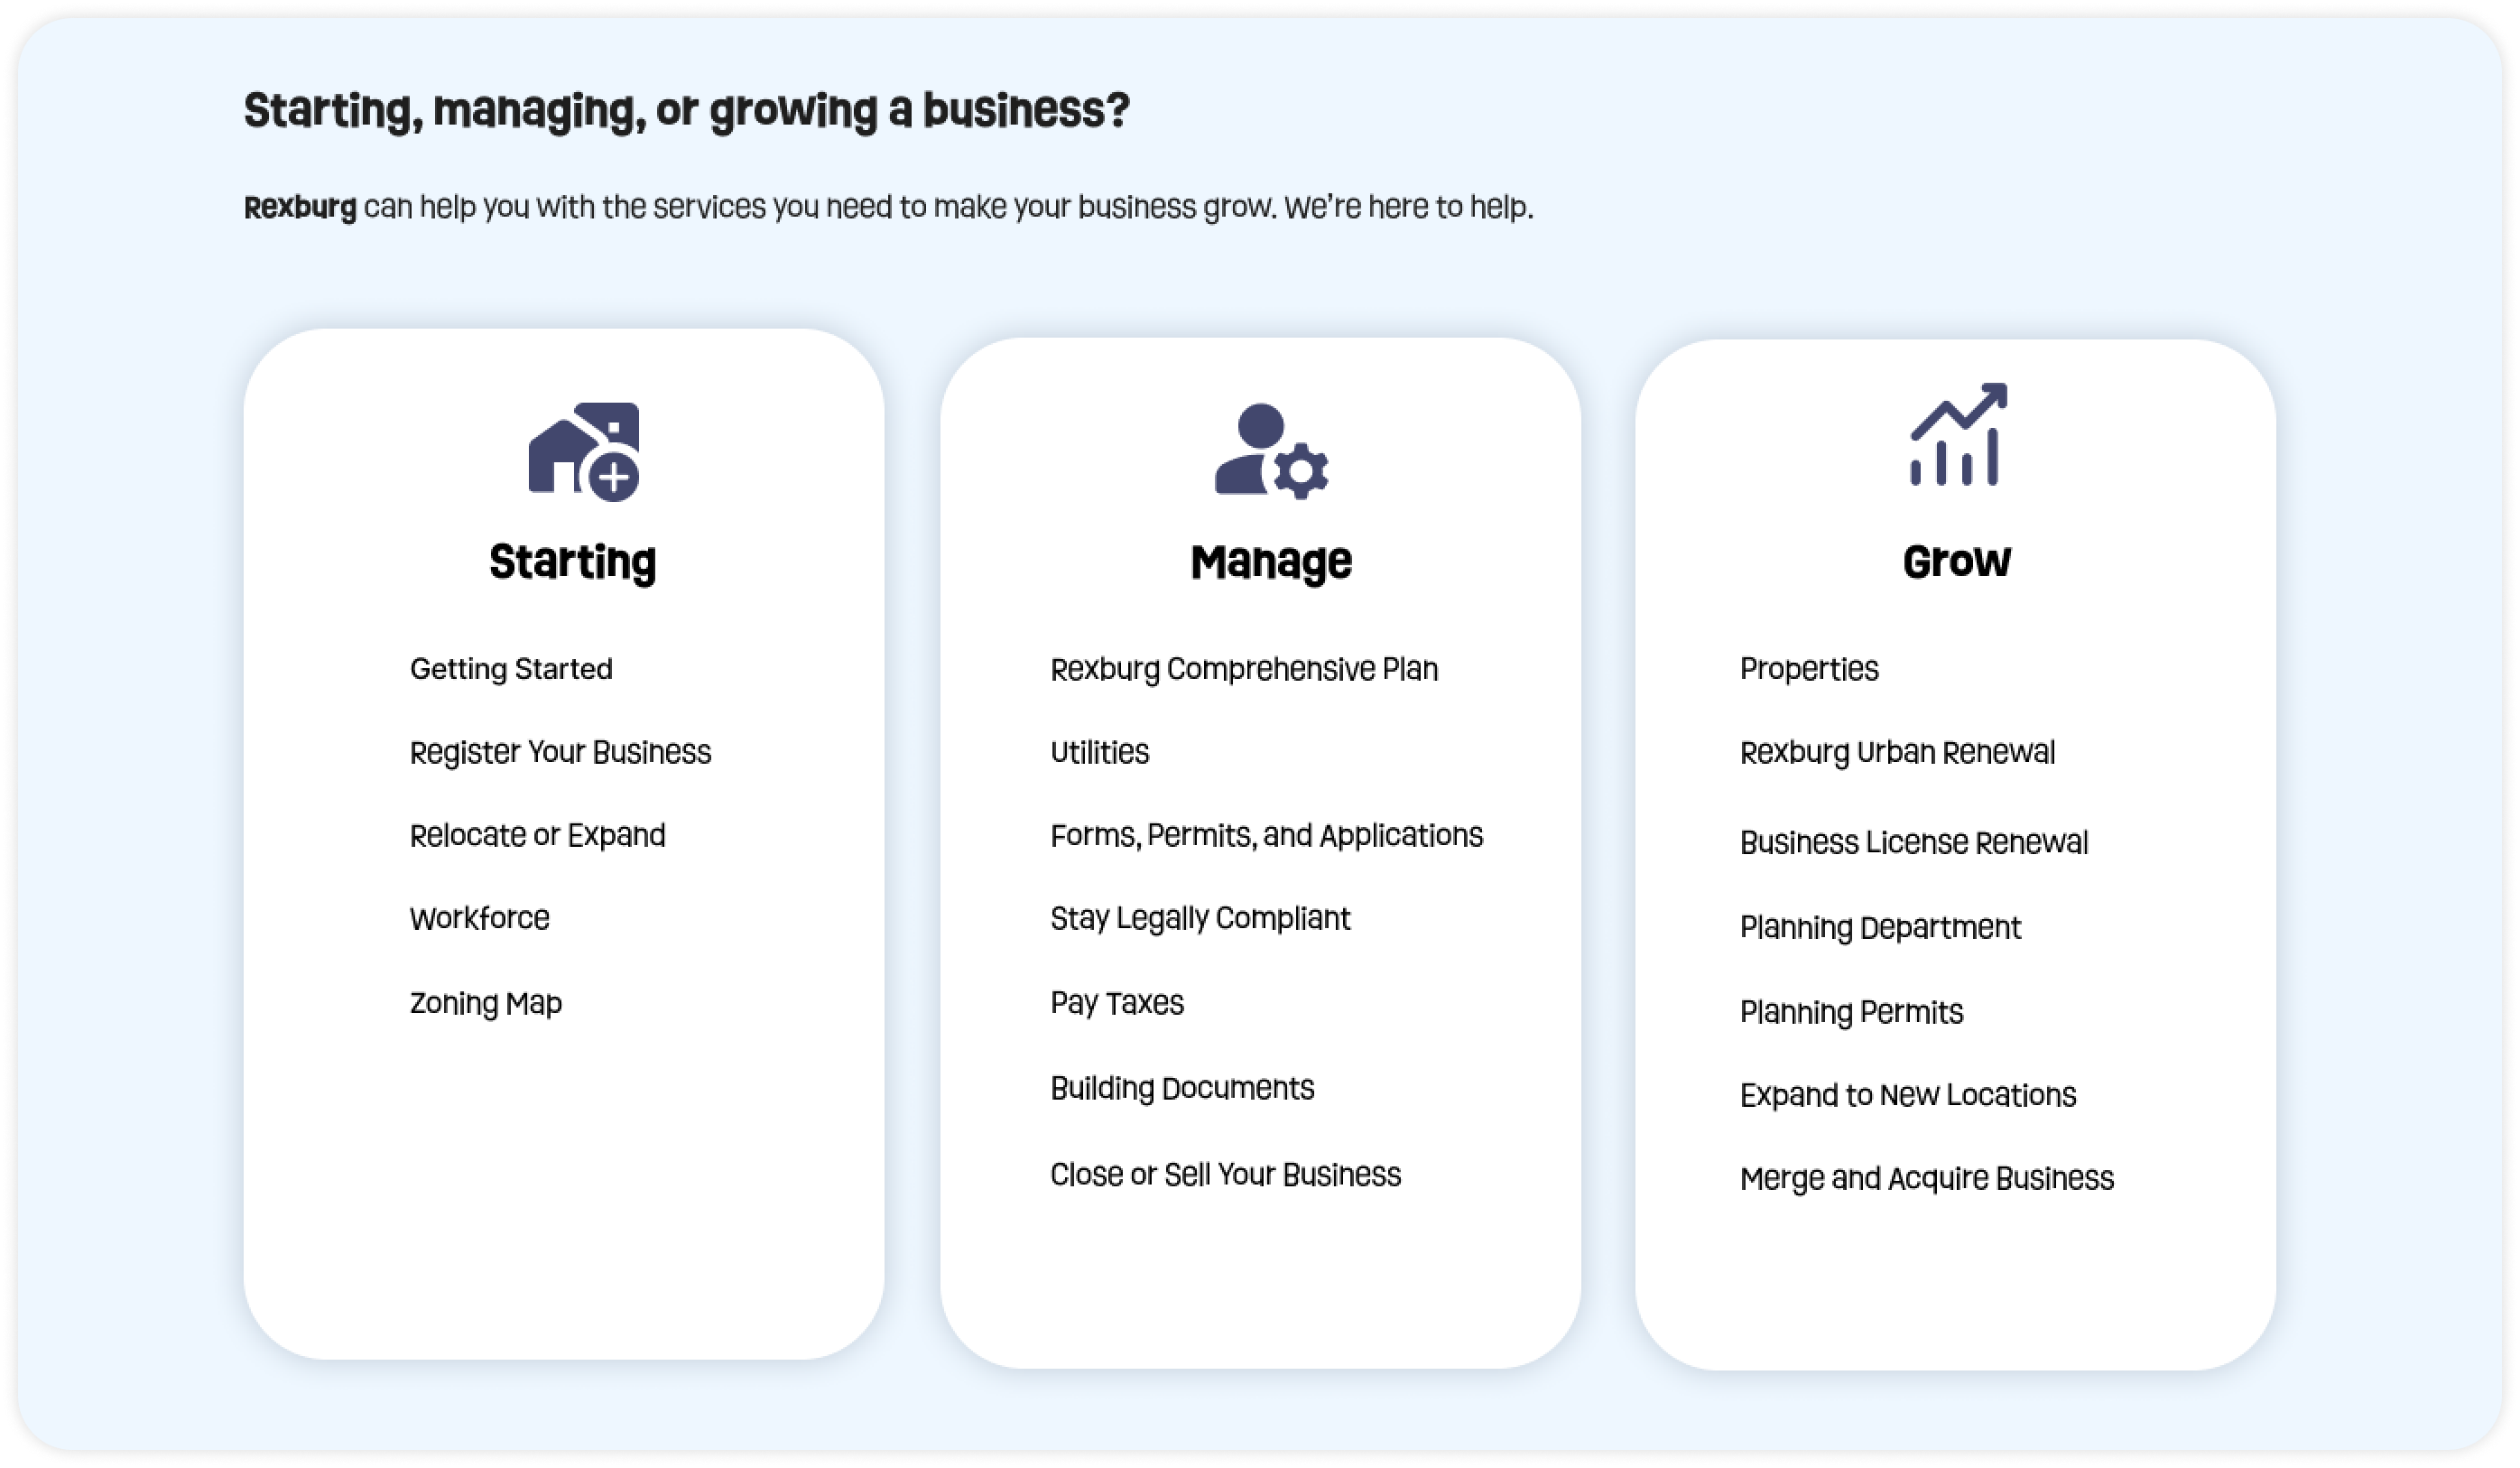 Starting, managing, or growing a business?
Rexburg can help you with the services you need to make your business grow. We're here to help.
Starting
Getting Started
Register Your Business
Relocate or Expand
Workforce
Zoning Map
Manage
Rexburg Comprehensive Plan
Utilities
Forms, Permits, and Applications
Stay Legally Compliant
Pay Taxes
Building Documents
Close or Sell Your Business
Grow
Properties
Rexburg Urban Renewal
Business License Renewal
Planning Department
Planning Permits
Expand to New Locations
Merge and Acquire Business